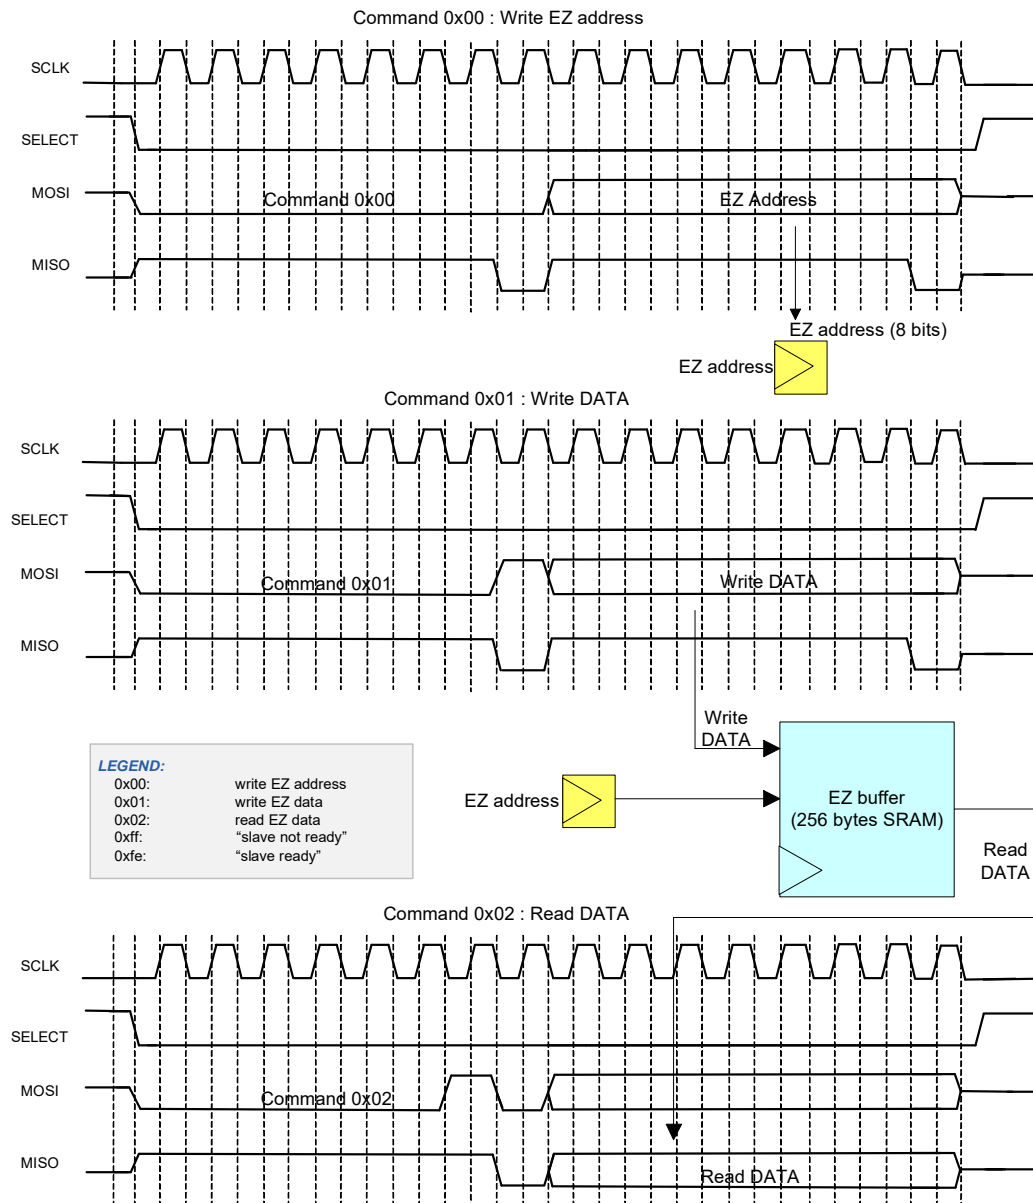 Command 0x00 : Write EZ address
SCLK
SELECT
MOSI
Command 0x00
EZ Address
MISO
EZ address (8 bits)
EZ address
Command 0x01 : Write DATA
SCLK
SELECT
MOSI
Command 0x01
Write DATA
MISO
Write
DATA
LEGEND:
0x00: write EZ address
0x01: write EZ data
0x02: read EZ data
0xff: “slave not ready”
0xfe: “slave ready”
EZ address
EZ buffer
(256 bytes SRAM)
Read
DATA
Command 0x02 : Read DATA
SCLK
SELECT
MOSI
Command 0x02
MISO
Read DATA